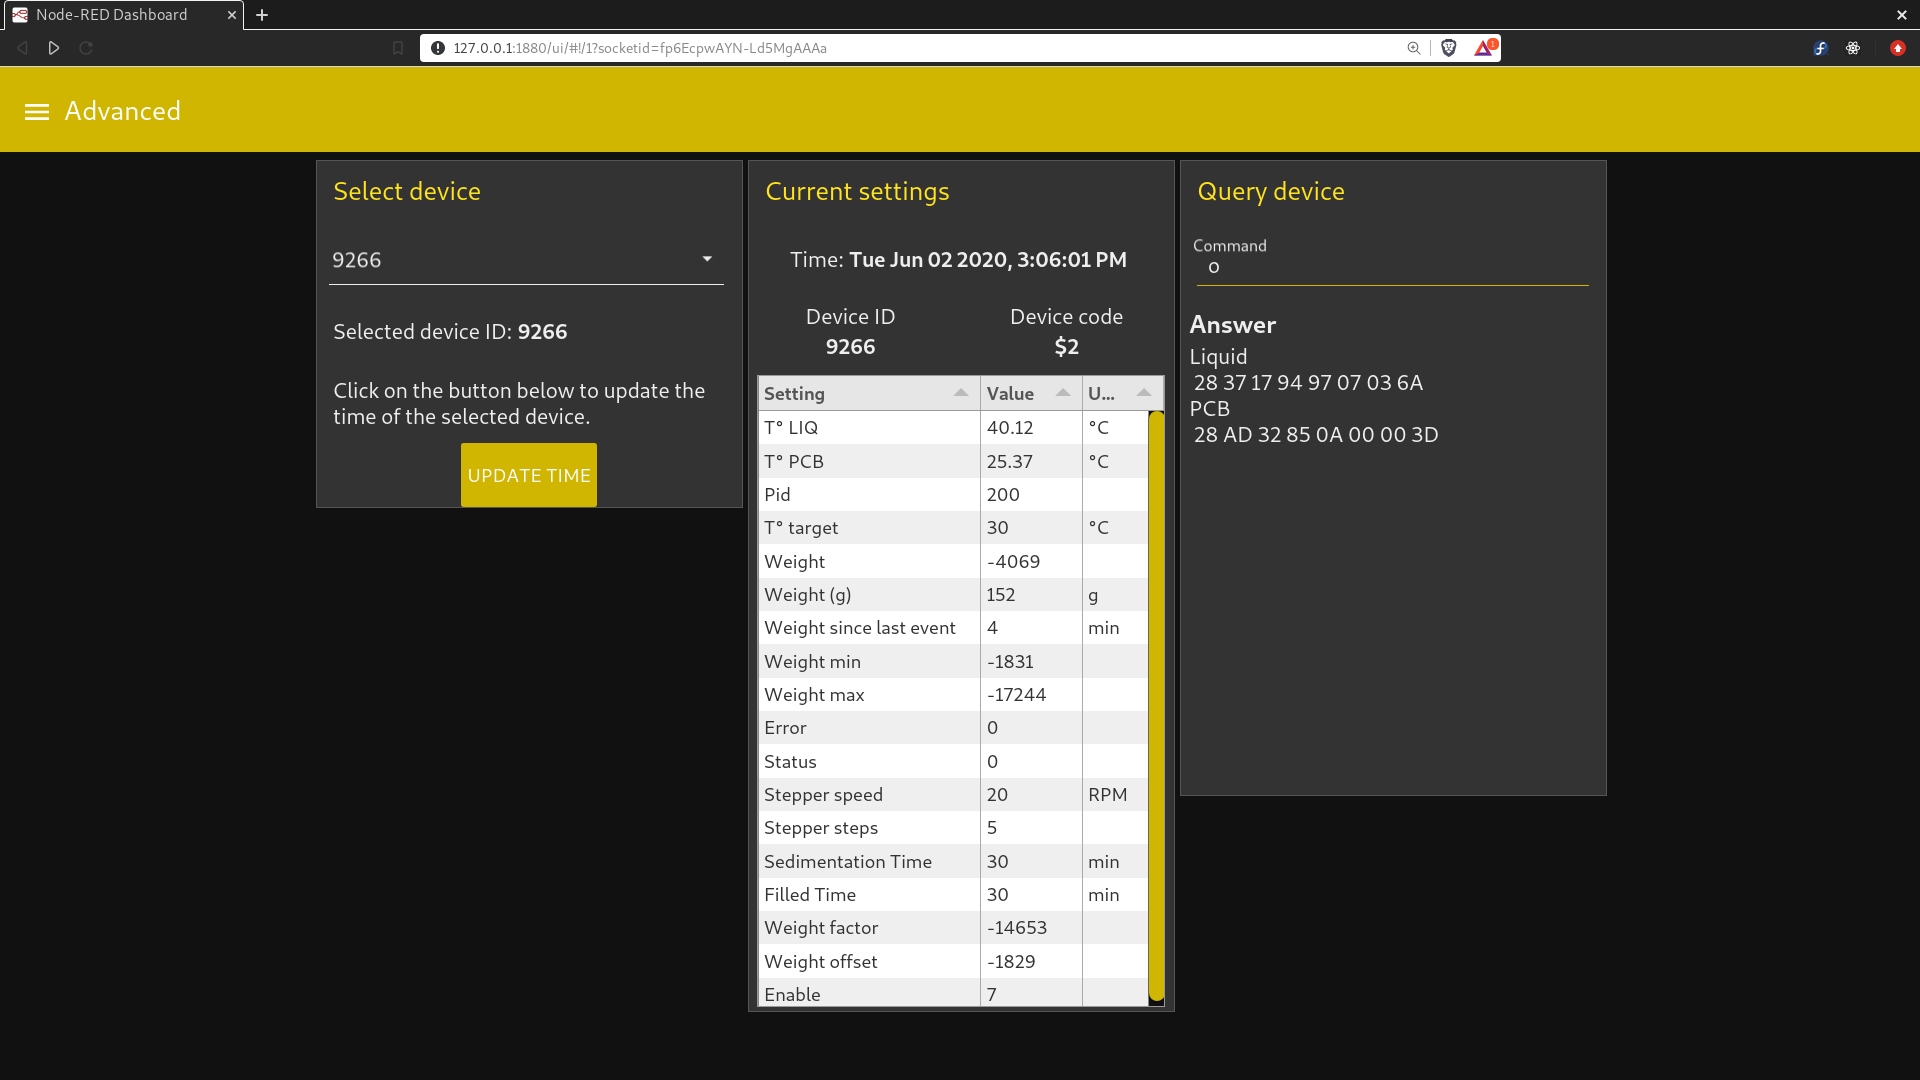 Node-RED Dashboard
127.0.0.1:1880/ui/#!/1?socketid=fp6EcpwAYN-Ld5MgAAAa
1
Advanced
Select device
9266
Selected device ID: 9266
Click on the button below to update the
time of the selected device.
UPDATE TIME
Current settings
Time: Tue Jun 02 2020, 3:06:01 PM
Device ID Device code
9266 $2
Setting Value U...
T° LIQ 40.12 °C
T° PCB 25.37 °C
Pid 200
T° target 30 °C
Weight -4069
Weight (g) 152 g
Weight since last event 4 min
Weight min -1831
Weight max -17244
Error 0
Status 0
Stepper speed 20 RPM
Stepper steps 5
Sedimentation Time 30 min
Filled Time 30 min
Weight factor -14653
Weight offset -1829
Enable 7
Query device
Command
o
Answer
Liquid
28 37 17 94 97 07 03 6A
PCB
28 AD 32 85 0A 00 00 3D